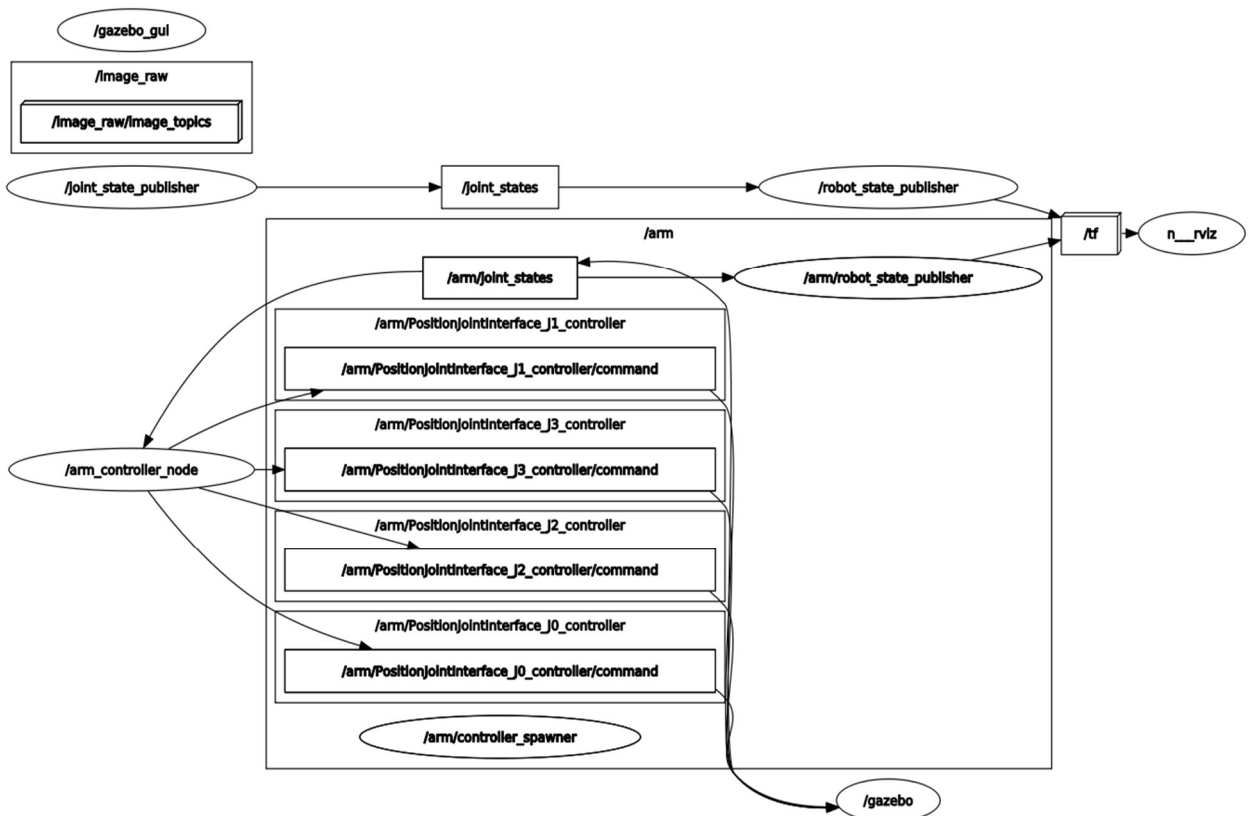 /gazebo_gui
/image_raw
/image_raw/image_topics
/joint_state_publisher
/joint_states
/robot_state_publisher
/tf
n__rviz
/arm
/arm/joint_states
/arm/robot_state_publisher
/arm/PositionJointInterface_J1_controller
/arm/PositionJointInterface_J1_controller/command
/arm/PositionJointInterface_J3_controller
/arm/PositionJointInterface_J3_controller/command
/arm_controller_node
/arm/PositionJointInterface_J2_controller
/arm/PositionJointInterface_J2_controller/command
/arm/PositionJointInterface_J0_controller
/arm/PositionJointInterface_J0_controller/command
/arm/controller_spawner
/gazebo